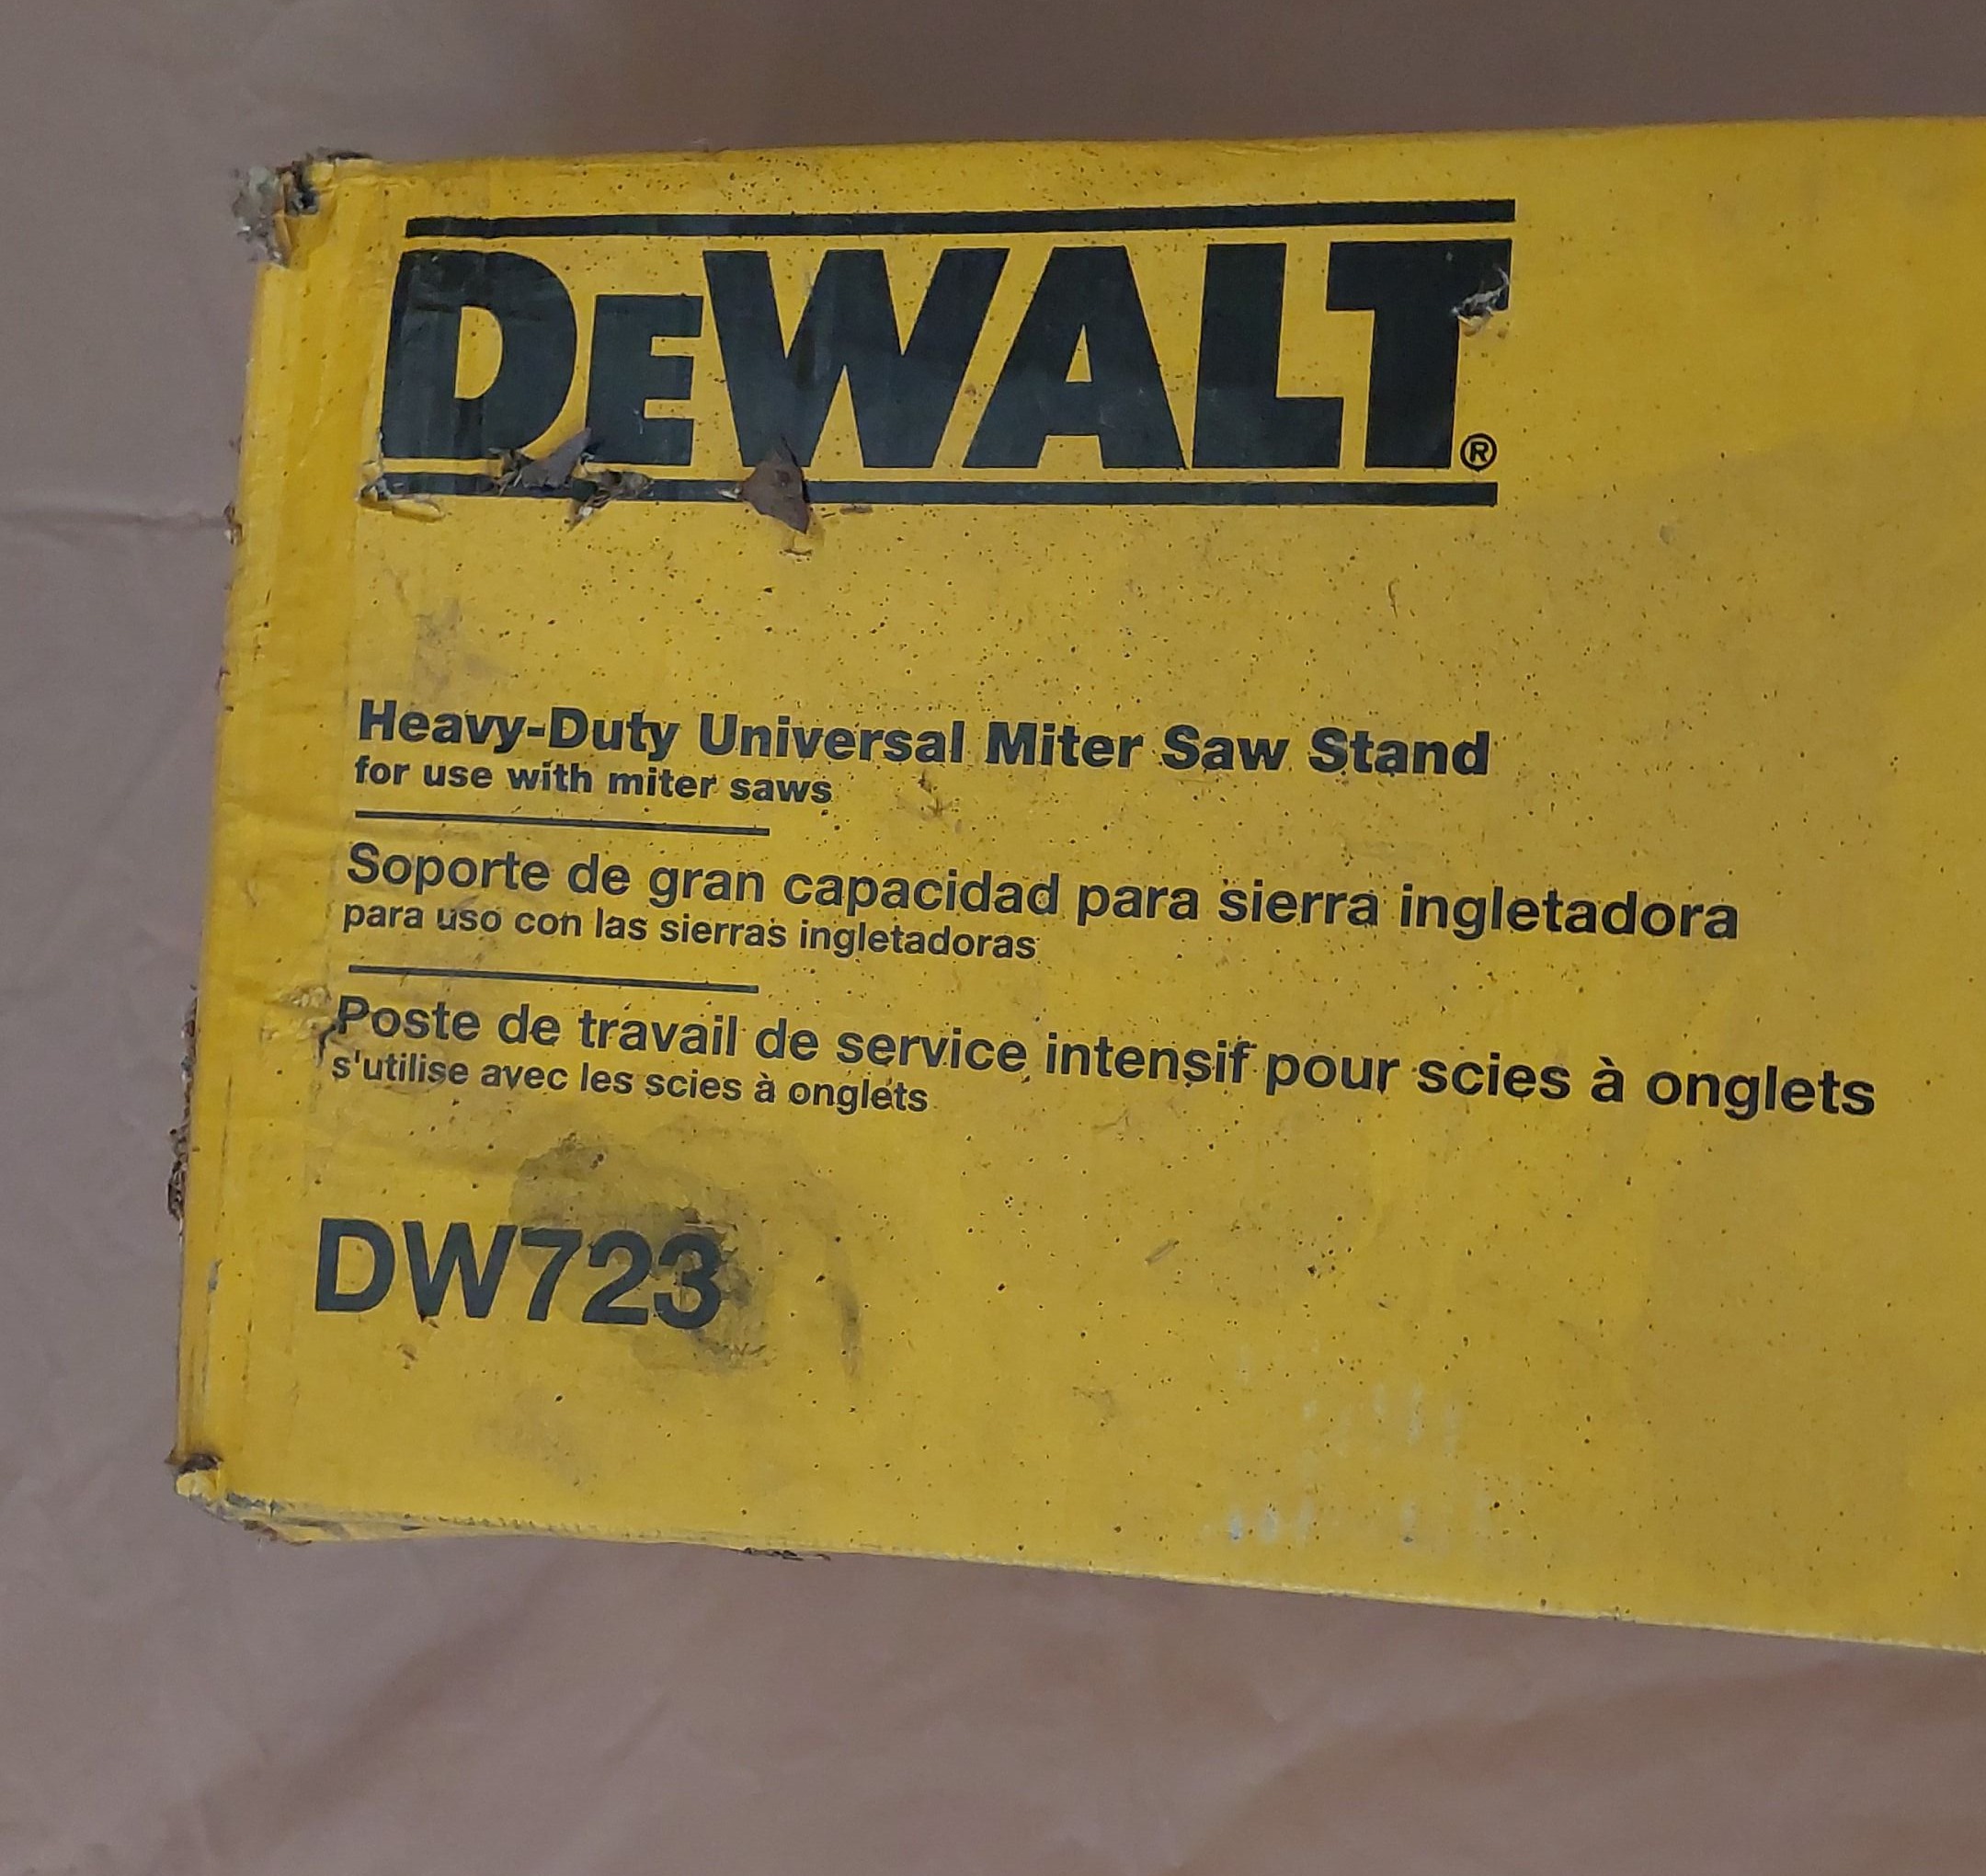 DEWALT®
Heavy-Duty Universal Miter Saw Stand
for use with miter saws
Soporte de gran capacidad para sierra ingletadora
para uso con las sierras ingletadoras
Poste de travail de service intensif pour scies à onglets
s'utilise avec les scies à onglets
DW723